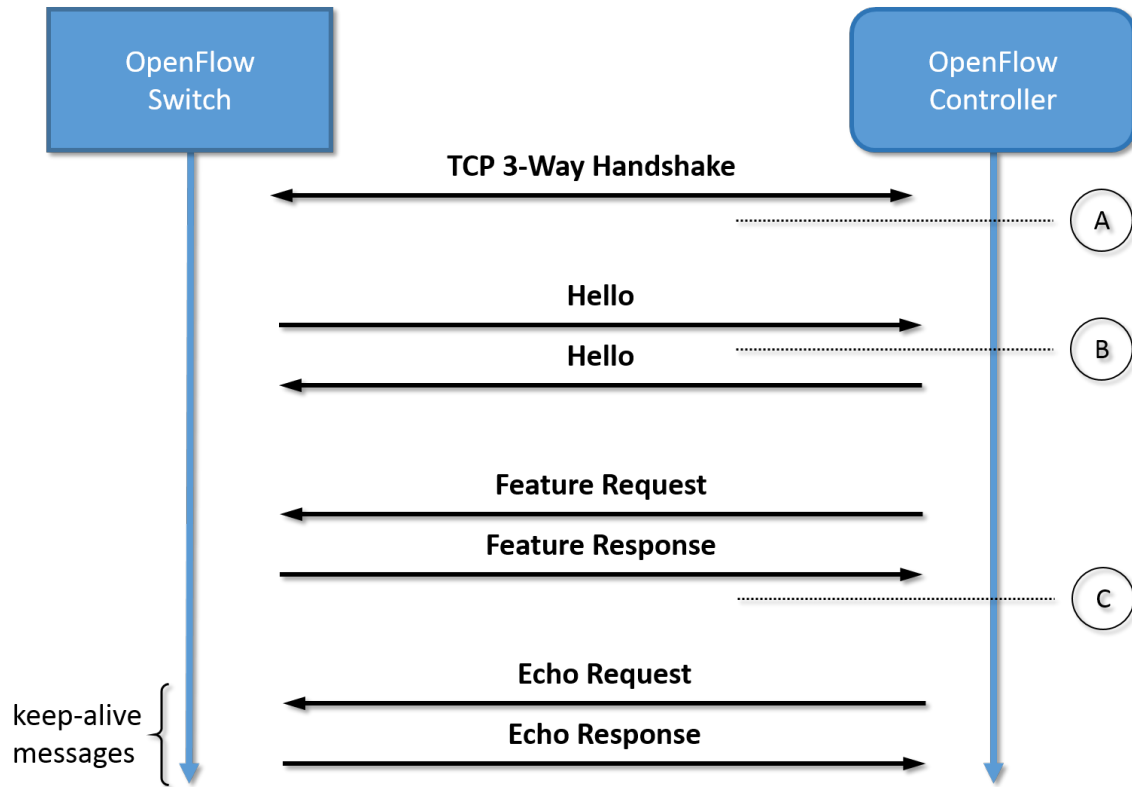 OpenFlow
Switch
OpenFlow
Controller
TCP 3-Way Handshake
A
Hello
B
Hello
Feature Request
Feature Response
C
Echo Request
keep-alive
messages
Echo Response